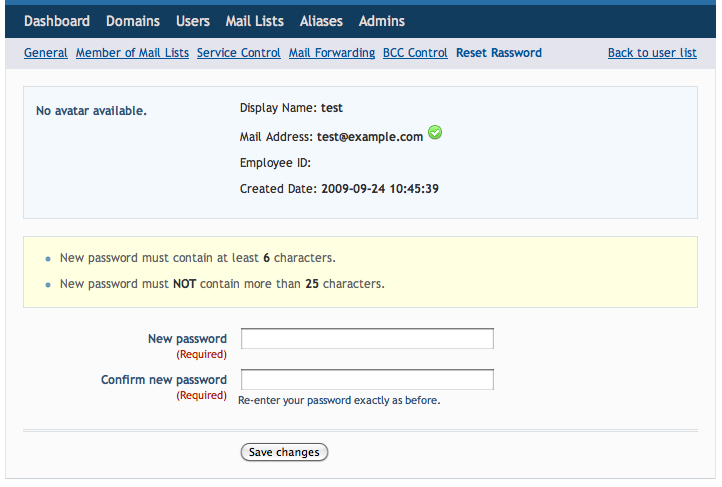 Dashboard Domains Users Mail Lists Aliases Admins
General Member of Mail Lists Service Control Mail Forwarding BCC Control Reset Rassword Back to user list
No avatar available.
Display Name: test
Mail Address: test@example.com
Employee ID:
Created Date: 2009-09-24 10:45:39
New password must contain at least 6 characters.
New password must NOT contain more than 25 characters.
New password
(Required)
Confirm new password
(Required) Re-enter your password exactly as before.
Save changes